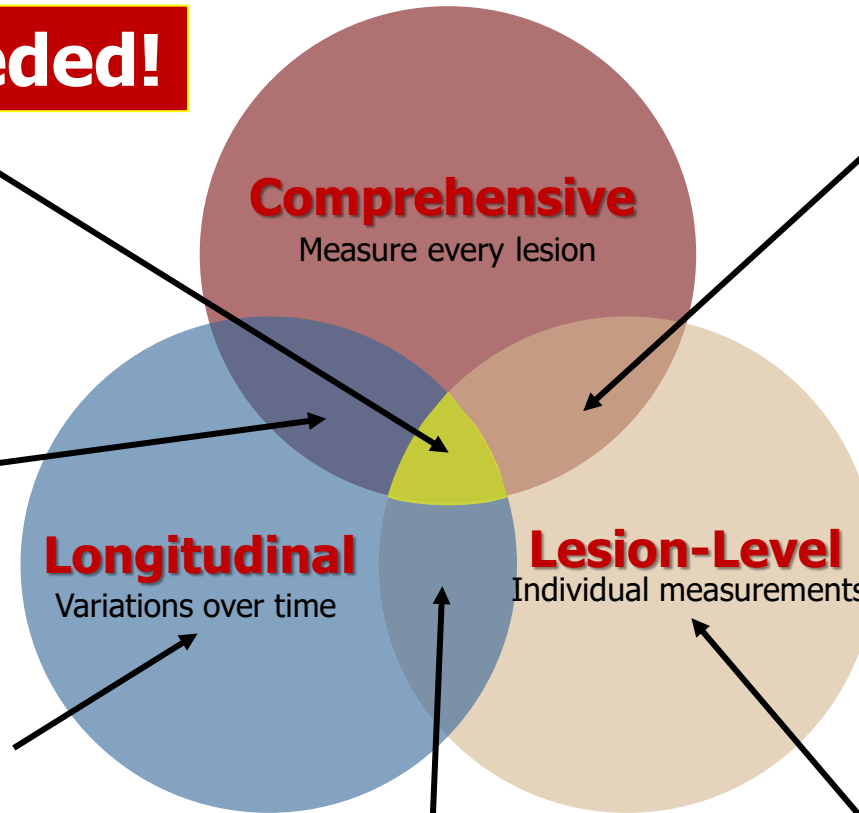 eded!
Comprehensive
Measure every lesion
Longitudinal
Variations over time
Lesion-Level
Individual measurements